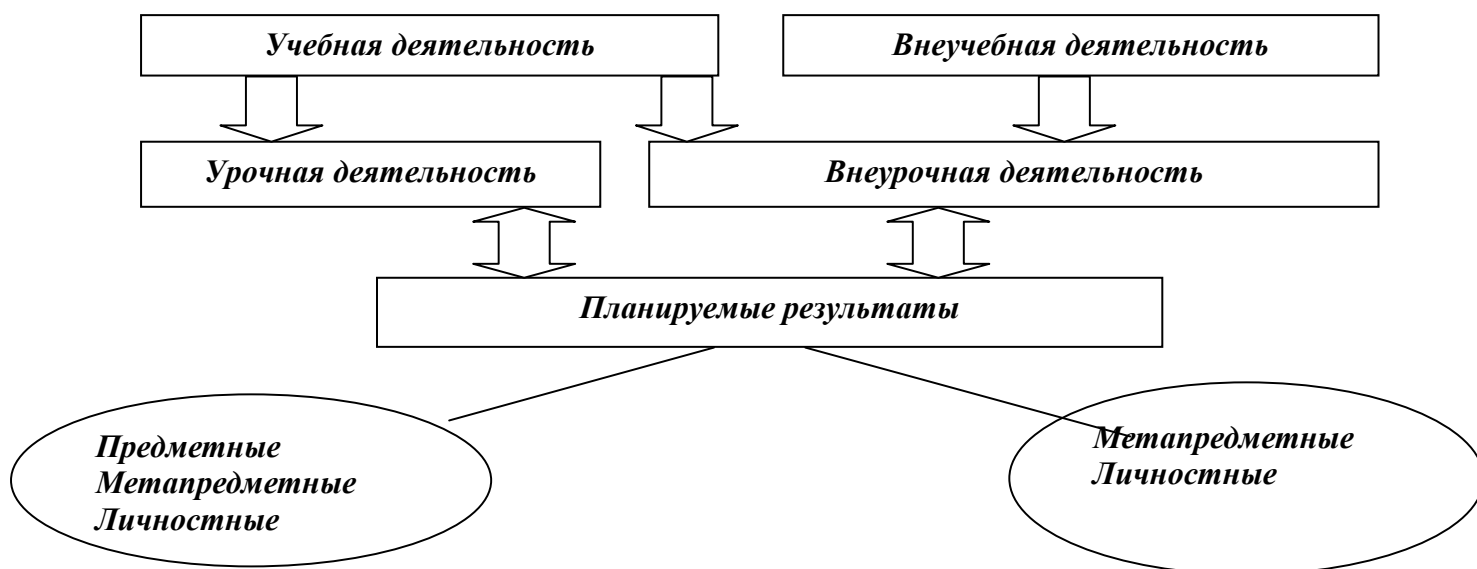 Учебная деятельность
Внеучебная деятельность
Урочная деятельность
Внеурочная деятельность
Планируемые результаты
Предметные
Метапредметные
Личностные
Метапредметные
Личностные